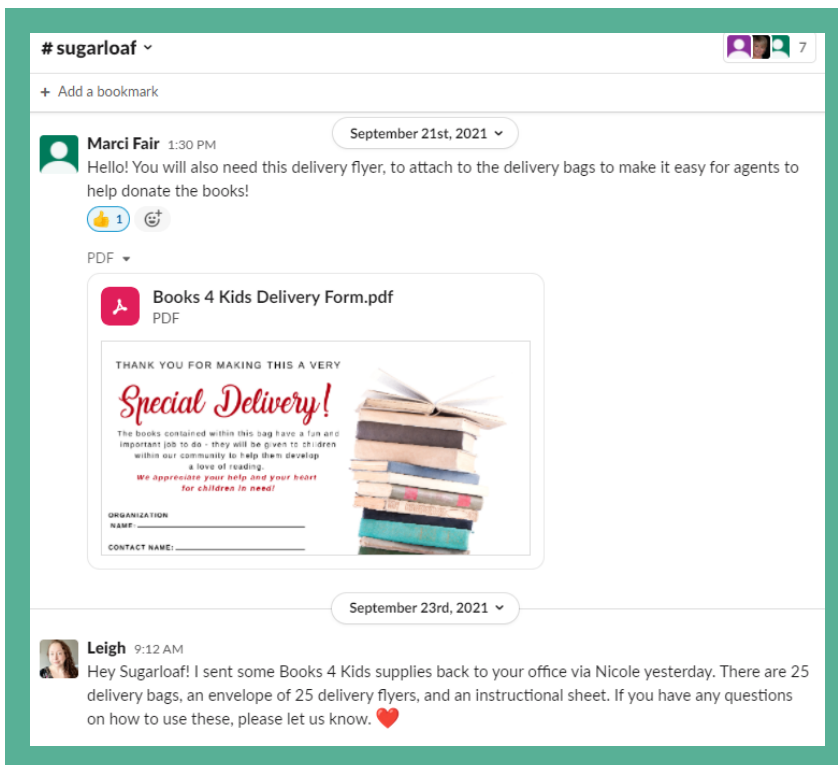 # sugarloaf
7
+ Add a bookmark
September 21st, 2021
Marci Fair 1:30 PM
Hello! You will also need this delivery flyer, to attach to the delivery bags to make it easy for agents to
help donate the books!
1
PDF
Books 4 Kids Delivery Form.pdf
PDF
THANK YOU FOR MAKING THIS A VERY
Special Delivery!
The books contained within this bag have a fun and
important job to do - they will be given to children
within our community to help them develop
a love of reading.
We appreciate your help and your heart
for children in need!
ORGANIZATION
NAME:
CONTACT NAME:
September 23rd, 2021
Leigh 9:12 AM
Hey Sugarloaf! I sent some Books 4 Kids supplies back to your office via Nicole yesterday. There are 25
delivery bags, an envelope of 25 delivery flyers, and an instructional sheet. If you have any questions
on how to use these, please let us know. ❤️